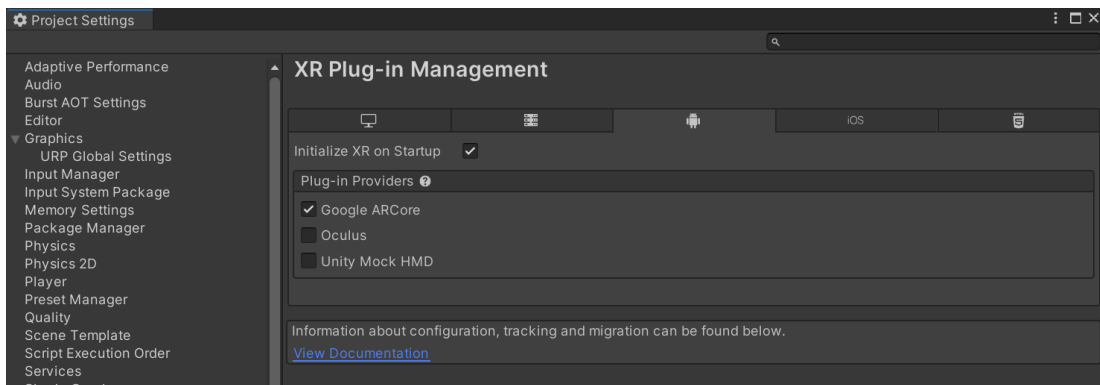 Project Settings
Adaptive Performance
Audio
Burst AOT Settings
Editor
Graphics
URP Global Settings
Input Manager
Input System Package
Memory Settings
Package Manager
Physics
Physics 2D
Player
Preset Manager
Quality
Scene Template
Script Execution Order
Services
XR Plug-in Management
iOS
Initialize XR on Startup
Plug-in Providers
Google ARCore
Oculus
Unity Mock HMD
Information about configuration, tracking and migration can be found below.
View Documentation